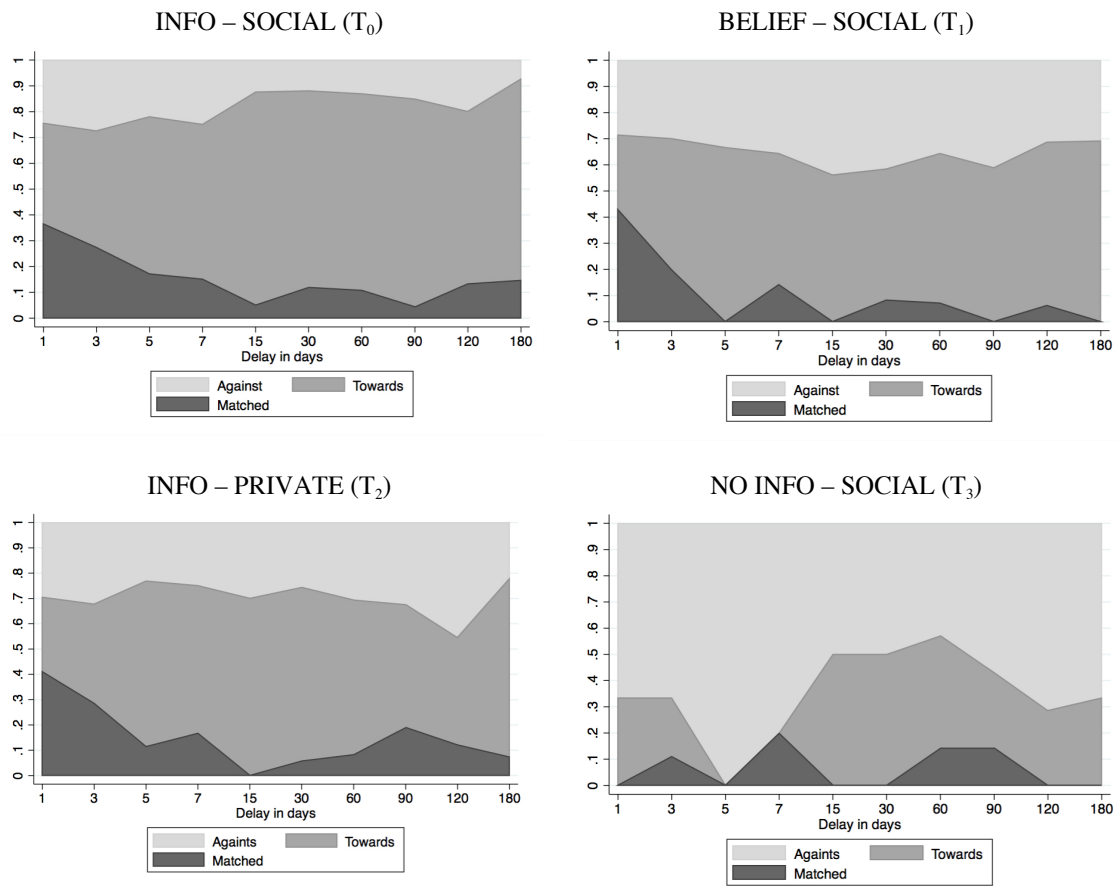 INFO – SOCIAL (T0)
1
.9
.8
.7
.6
.5
.4
.3
.2
.1
0
1 3 5 7 15 30 60 90 120 180
Delay in days
Against Towards
Matched
BELIEF – SOCIAL (T1)
1
.9
.8
.7
.6
.5
.4
.3
.2
.1
0
1 3 5 7 15 30 60 90 120 180
Delay in days
Against Towards
Matched
INFO – PRIVATE (T2)
1
.9
.8
.7
.6
.5
.4
.3
.2
.1
0
1 3 5 7 15 30 60 90 120 180
Delay in days
Againts Towards
Matched
NO INFO – SOCIAL (T3)
1
.9
.8
.7
.6
.5
.4
.3
.2
.1
0
1 3 5 7 15 30 60 90 120 180
Delay in days
Againts Towards
Matched